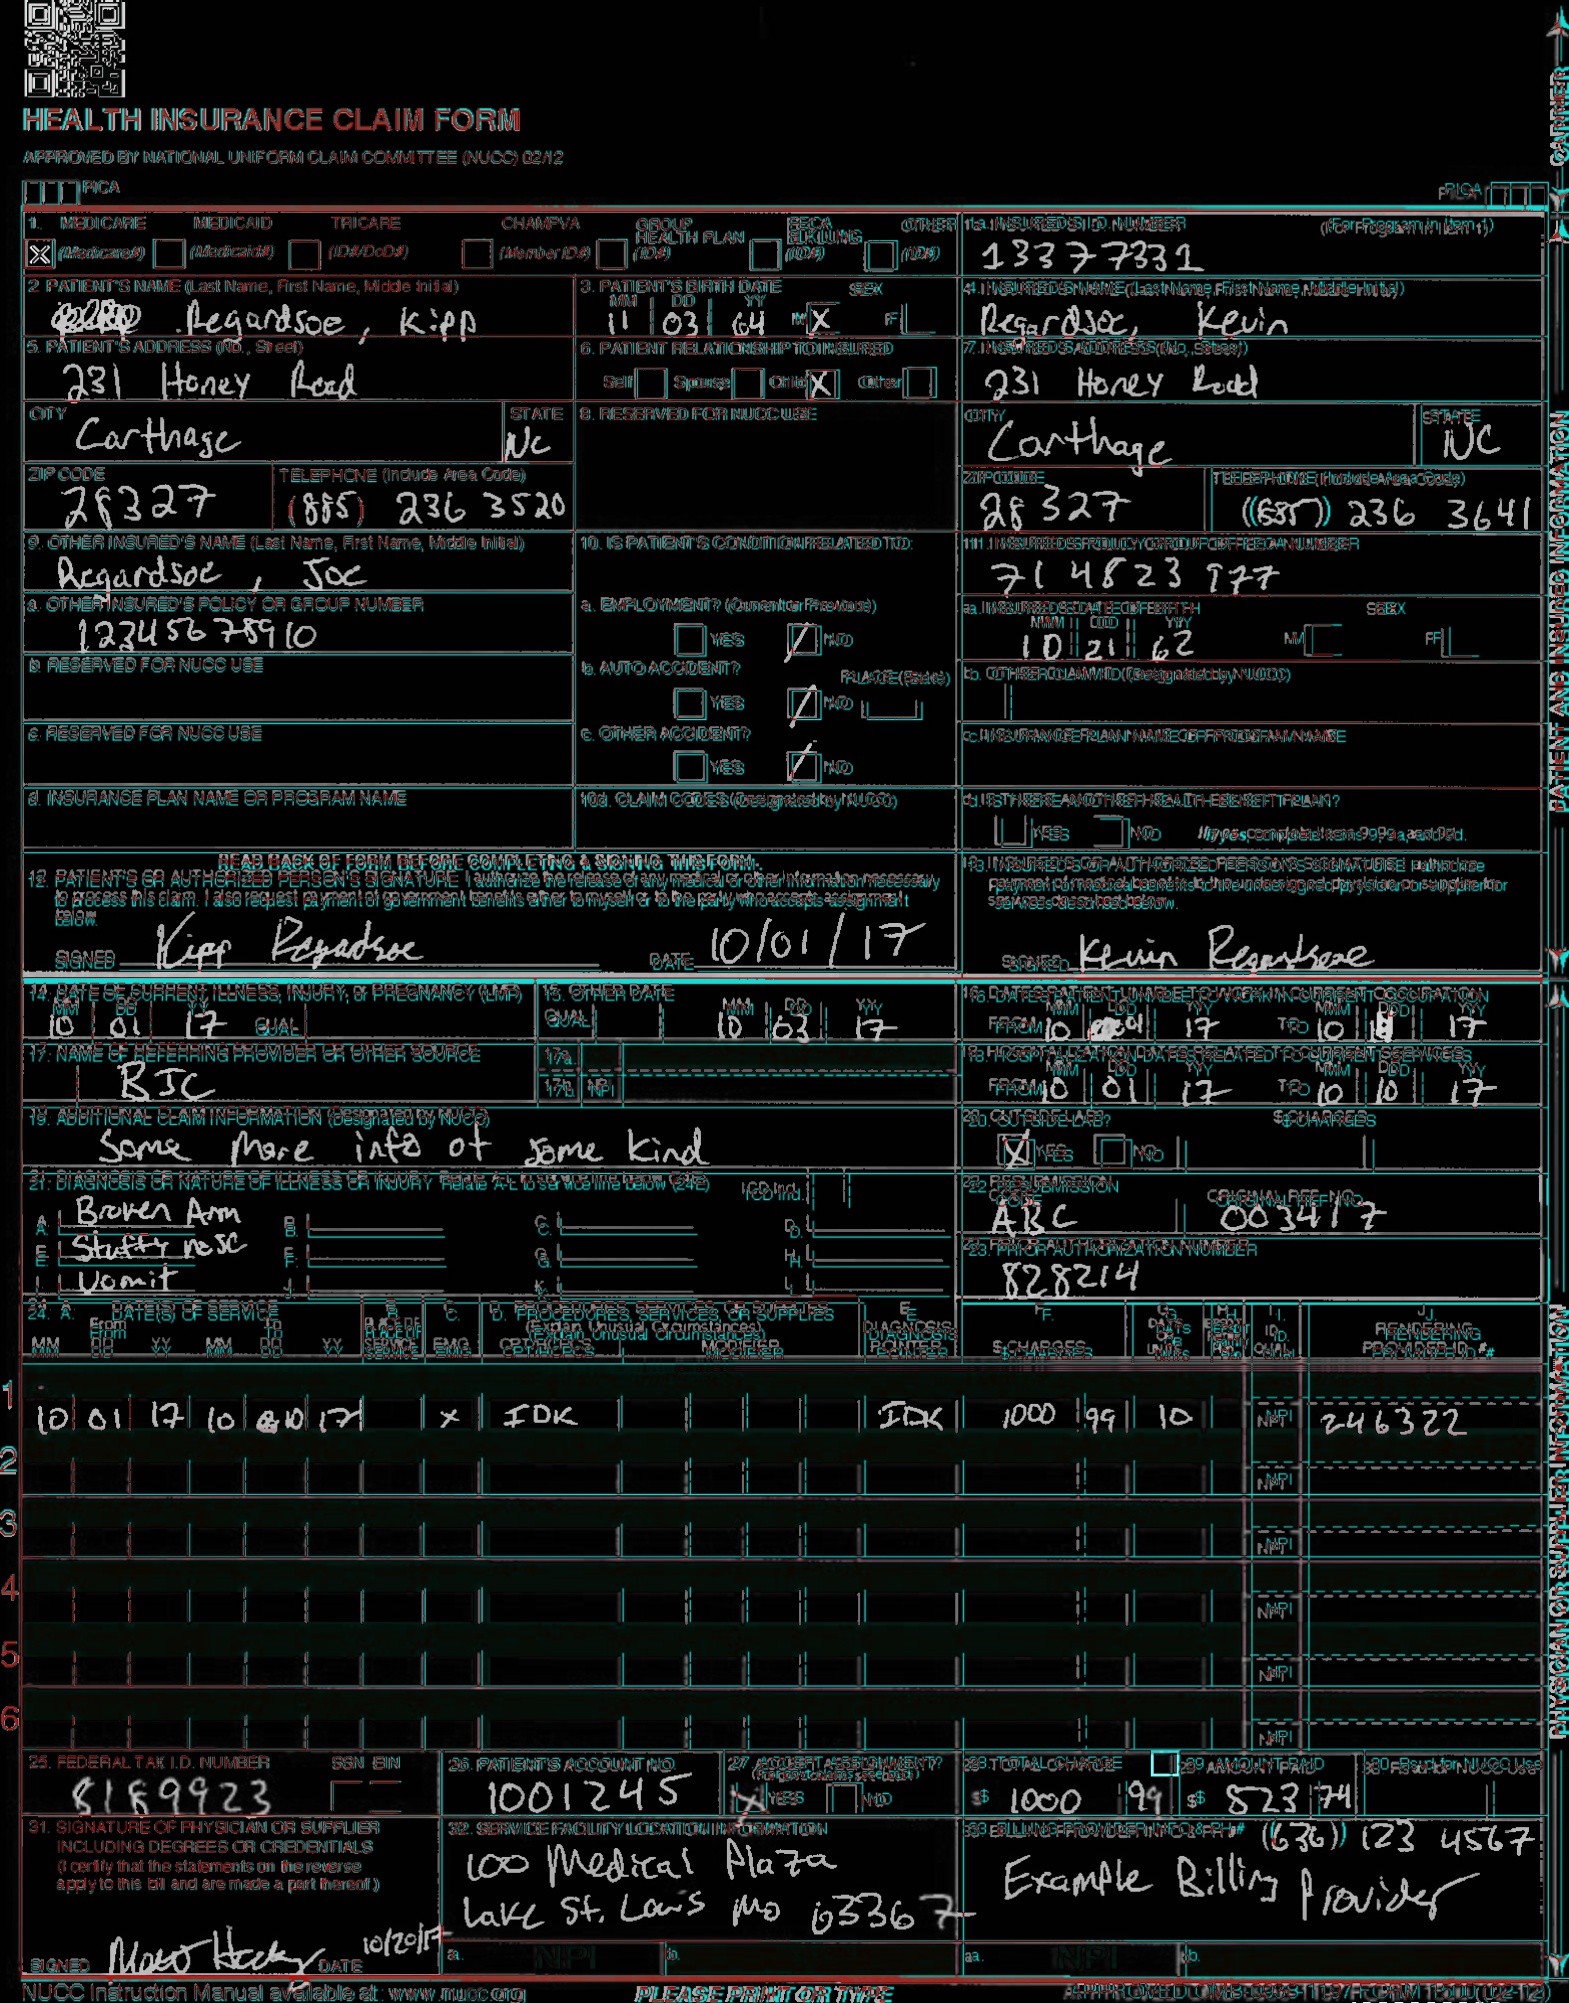 HEALTH INSURANCE CLAIM FORM
APPROVED BY NATIONAL UNIFORM CLAIM COMMITTEE (NUCC) 02/12
PICA
PICA
CARRIER
1. MEDICARE MEDICAID TRICARE CHAMPVA GROUP HEALTH PLAN FECA BLK LUNG OTHER
X (Medicare#) (Medicaid#) (ID#/DoD#) (Member ID#) (ID#) (ID#) (ID#)
1a. INSURED'S I.D. NUMBER (For Program in Item 1)
13377331
2. PATIENT'S NAME (Last Name, First Name, Middle Initial)
Regardsoe, Kipp
3. PATIENT'S BIRTH DATE SEX
MM DD YY
11 03 64 M X F
4. INSURED'S NAME (Last Name, First Name, Middle Initial)
Regardsoe, Kevin
5. PATIENT'S ADDRESS (No., Street)
231 Honey Road
6. PATIENT RELATIONSHIP TO INSURED
Self Spouse Child X Other
7. INSURED'S ADDRESS (No., Street)
231 Honey Road
CITY STATE
Carthage NC
8. RESERVED FOR NUCC USE
CITY STATE
Carthage NC
ZIP CODE TELEPHONE (Include Area Code)
28327 (885) 236 3520
ZIP CODE TELEPHONE (Include Area Code)
28327 236 3641
9. OTHER INSURED'S NAME (Last Name, First Name, Middle Initial)
Regardsoe, Joe
10. IS PATIENT'S CONDITION RELATED TO:
11. INSURED'S POLICY GROUP OR FECA NUMBER
71 4823 977
a. OTHER INSURED'S POLICY OR GROUP NUMBER
12345678910
a. EMPLOYMENT? (Current or Previous)
YES NO
a. INSURED'S DATE OF BIRTH SEX
MM DD YY
10 21 62 M F
b. RESERVED FOR NUCC USE
b. AUTO ACCIDENT? PLACE (State)
YES NO
b. OTHER CLAIM ID (Designated by NUCC)
c. RESERVED FOR NUCC USE
c. OTHER ACCIDENT?
YES NO
c. INSURANCE PLAN NAME OR PROGRAM NAME
d. INSURANCE PLAN NAME OR PROGRAM NAME
10d. CLAIM CODES (Designated by NUCC)
d. IS THERE ANOTHER HEALTH BENEFIT PLAN?
YES NO If yes, complete items 9, 9a, and 9d.
PATIENT AND INSURED INFORMATION
READ BACK OF FORM BEFORE COMPLETING & SIGNING THIS FORM.
12. PATIENT'S OR AUTHORIZED PERSON'S SIGNATURE I authorize the release of any medical or other information necessary
to process this claim. I also request payment of government benefits either to myself or to the party who accepts assignment
below.
SIGNED Kipp Regardsoe DATE 10/01/17
13. INSURED'S OR AUTHORIZED PERSON'S SIGNATURE I authorize
payment of medical benefits to the undersigned physician or supplier for
services described below.
SIGNED Kevin Regardsoe
14. DATE OF CURRENT ILLNESS, INJURY, or PREGNANCY (LMP)
MM DD YY
10 01 17 QUAL.
15. OTHER DATE
QUAL. MM DD YY
10 03 17
16. DATES PATIENT UNABLE TO WORK IN CURRENT OCCUPATION
MM DD YY MM DD YY
FROM 10 01 17 TO 10 17
17. NAME OF REFERRING PROVIDER OR OTHER SOURCE
BJC
17a.
17b. NPI
18. HOSPITALIZATION DATES RELATED TO CURRENT SERVICES
MM DD YY MM DD YY
FROM 10 01 17 TO 10 10 17
19. ADDITIONAL CLAIM INFORMATION (Designated by NUCC)
Some More info of some kind
20. OUTSIDE LAB? $ CHARGES
X YES NO
21. DIAGNOSIS OR NATURE OF ILLNESS OR INJURY Relate A-L to service line below (24E) ICD Ind.
A. Broven Arm B. C. D.
E. Stuffy nose F. G. H.
I. Vomit J. K. L.
22. RESUBMISSION CODE ORIGINAL REF. NO.
ABC 003417
23. PRIOR AUTHORIZATION NUMBER
828214
24. A. DATE(S) OF SERVICE B. C. D. PROCEDURES, SERVICES, OR SUPPLIES E. F. G. H. I. J.
From To PLACE OF SERVICE (Explain Unusual Circumstances) DIAGNOSIS POINTER DAYS OR UNITS ID. QUAL. RENDERING
MM DD YY MM DD YY EMG CPT/HCPCS MODIFIER $ CHARGES PROVIDER ID. #
1
10 01 17 10 10 17 X IDK IDK 1000 99 10 NPI 246322
2
NPI
3
NPI
4
NPI
5
NPI
6
NPI
PHYSICIAN OR SUPPLIER INFORMATION
25. FEDERAL TAX I.D. NUMBER SSN EIN
8189923
26. PATIENT'S ACCOUNT NO.
1001245
27. ACCEPT ASSIGNMENT?
X YES NO
28. TOTAL CHARGE
$ 1000 99
29. AMOUNT PAID
$ 823 74
30. Rsvd for NUCC Use
31. SIGNATURE OF PHYSICIAN OR SUPPLIER
INCLUDING DEGREES OR CREDENTIALS
(I certify that the statements on the reverse
apply to this bill and are made a part thereof.)
SIGNED DATE 10/20/17
32. SERVICE FACILITY LOCATION INFORMATION
100 Medical Plaza
Lake St. Louis Mo 63367
a. NPI b.
33. BILLING PROVIDER INFO & PH # (636) 123 4567
Example Billing Provider
a. NPI b.
NUCC Instruction Manual available at: www.nucc.org
PLEASE PRINT OR TYPE